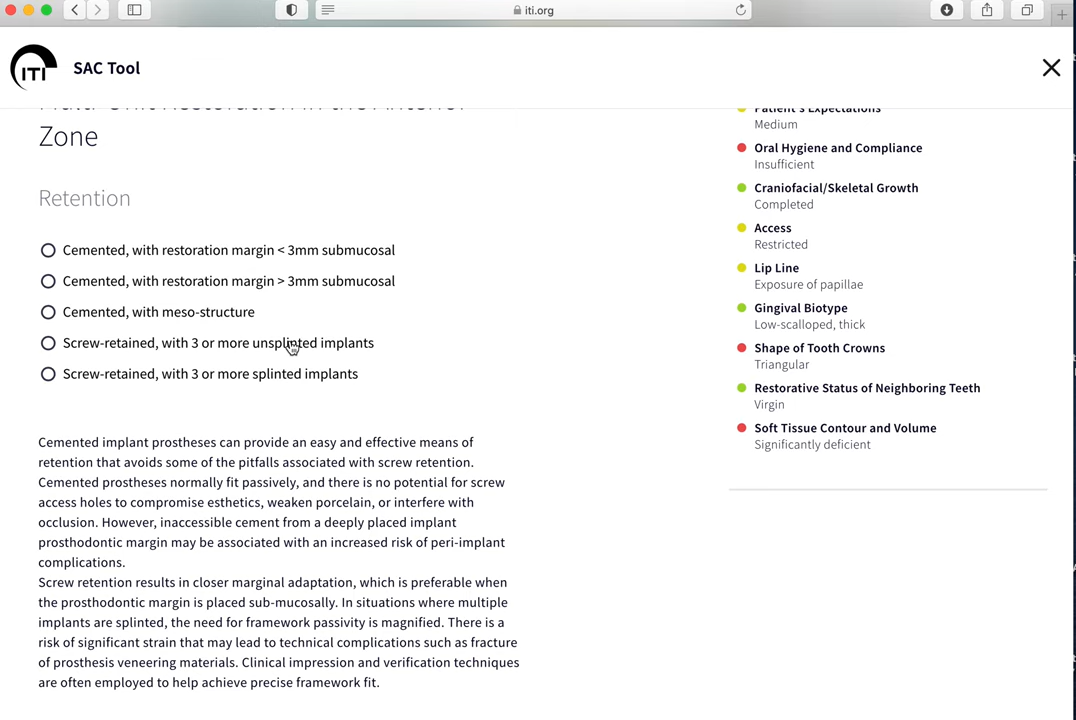 iti.org
ITI
SAC Tool
Multi-Unit Restoration in the Anterior
Zone
Retention
Cemented, with restoration margin < 3mm submucosal
Cemented, with restoration margin > 3mm submucosal
Cemented, with meso-structure
Screw-retained, with 3 or more unsplinted implants
Screw-retained, with 3 or more splinted implants
Cemented implant prostheses can provide an easy and effective means of
retention that avoids some of the pitfalls associated with screw retention.
Cemented prostheses normally fit passively, and there is no potential for screw
access holes to compromise esthetics, weaken porcelain, or interfere with
occlusion. However, inaccessible cement from a deeply placed implant
prosthodontic margin may be associated with an increased risk of peri-implant
complications.
Screw retention results in closer marginal adaptation, which is preferable when
the prosthodontic margin is placed sub-mucosally. In situations where multiple
implants are splinted, the need for framework passivity is magnified. There is a
risk of significant strain that may lead to technical complications such as fracture
of prosthesis veneering materials. Clinical impression and verification techniques
are often employed to help achieve precise framework fit.
Patient's Expectations
Medium
Oral Hygiene and Compliance
Insufficient
Craniofacial/Skeletal Growth
Completed
Access
Restricted
Lip Line
Exposure of papillae
Gingival Biotype
Low-scalloped, thick
Shape of Tooth Crowns
Triangular
Restorative Status of Neighboring Teeth
Virgin
Soft Tissue Contour and Volume
Significantly deficient